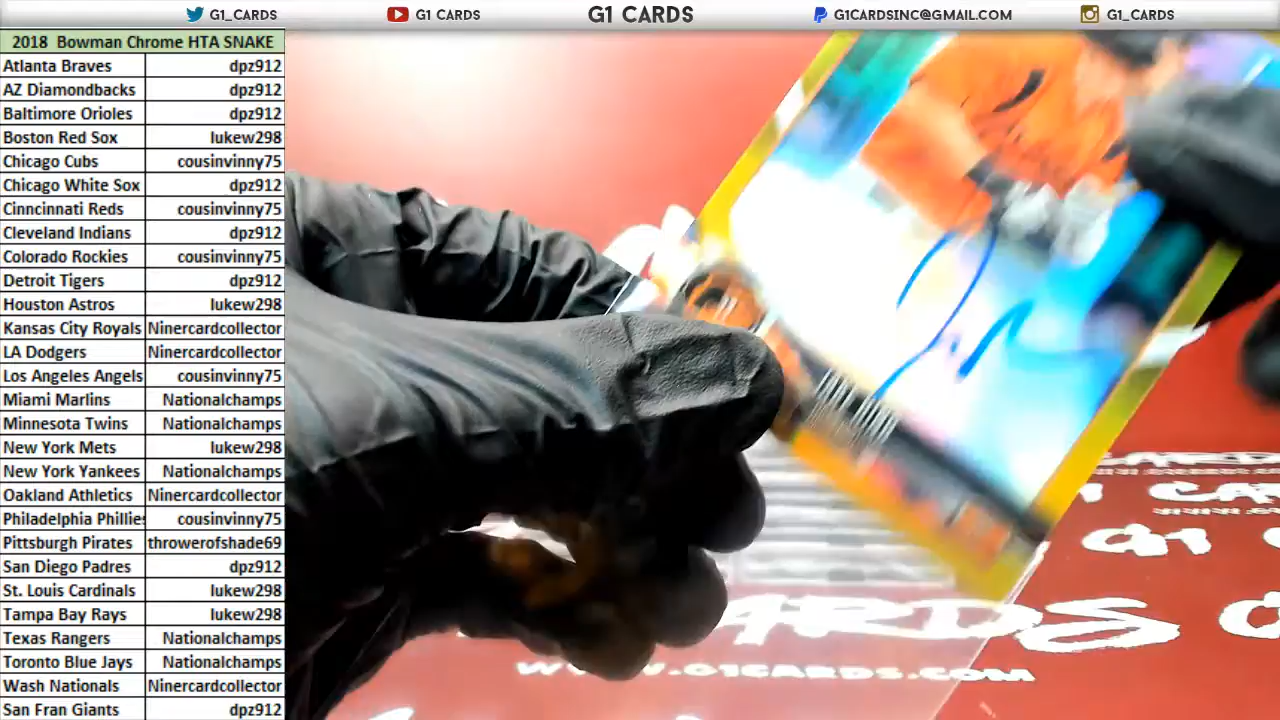 G1_CARDS G1 CARDS G1 CARDS G1CARDSINC@GMAIL.COM G1_CARDS
2018 Bowman Chrome HTA SNAKE
Atlanta Braves dpz912
AZ Diamondbacks dpz912
Baltimore Orioles dpz912
Boston Red Sox lukew298
Chicago Cubs cousinvinny75
Chicago White Sox dpz912
Cinncinnati Reds cousinvinny75
Cleveland Indians dpz912
Colorado Rockies cousinvinny75
Detroit Tigers dpz912
Houston Astros lukew298
Kansas City Royals Ninercardcollector
LA Dodgers Ninercardcollector
Los Angeles Angels cousinvinny75
Miami Marlins Nationalchamps
Minnesota Twins Nationalchamps
New York Mets lukew298
New York Yankees Nationalchamps
Oakland Athletics Ninercardcollector
Philadelphia Phillies cousinvinny75
Pittsburgh Pirates throwerofshade69
San Diego Padres dpz912
St. Louis Cardinals lukew298
Tampa Bay Rays lukew298
Texas Rangers Nationalchamps
Toronto Blue Jays Nationalchamps
Wash Nationals Ninercardcollector
San Fran Giants dpz912
WWW.G1CARDS.COM